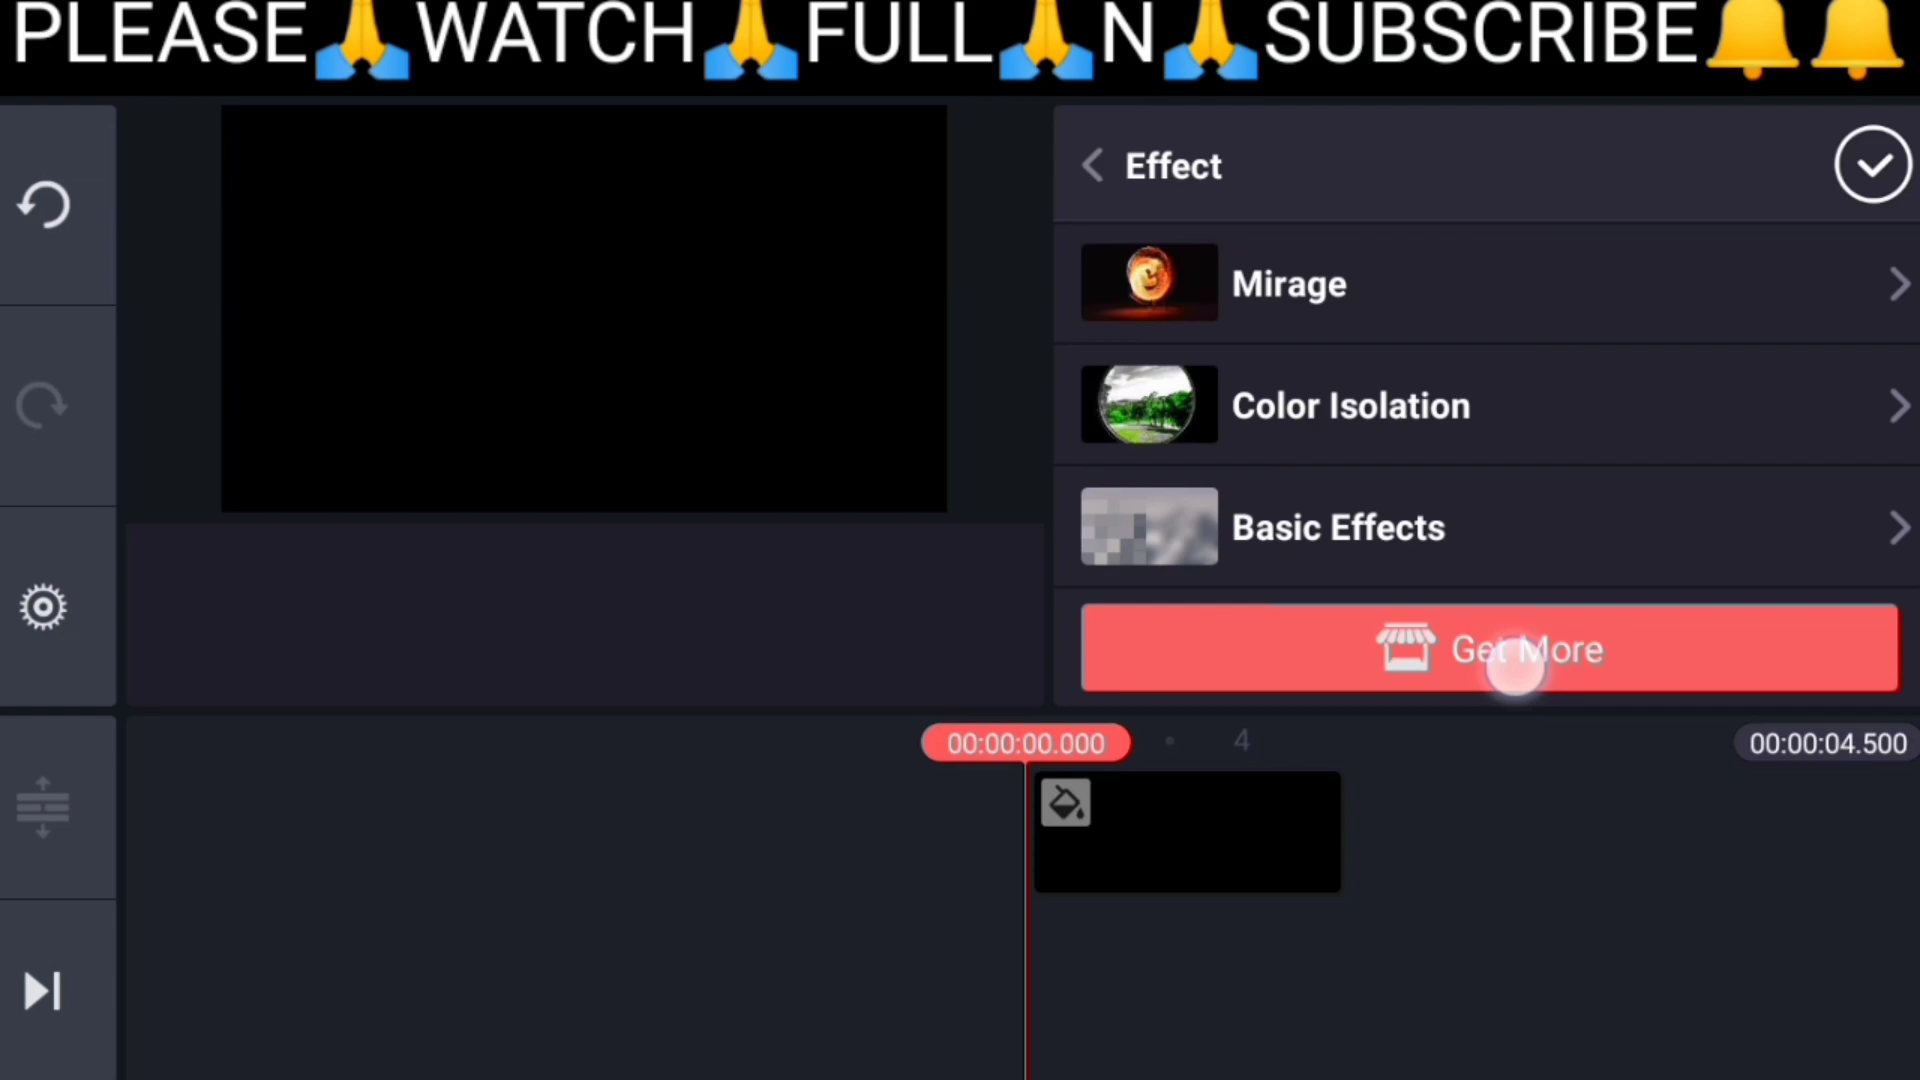 PLEASE🙏WATCH🙏FULL🙏N🙏SUBSCRIBE🔔🔔
Effect
Mirage
Color Isolation
Basic Effects
Get More
00:00:00.000
4
00:00:04.500